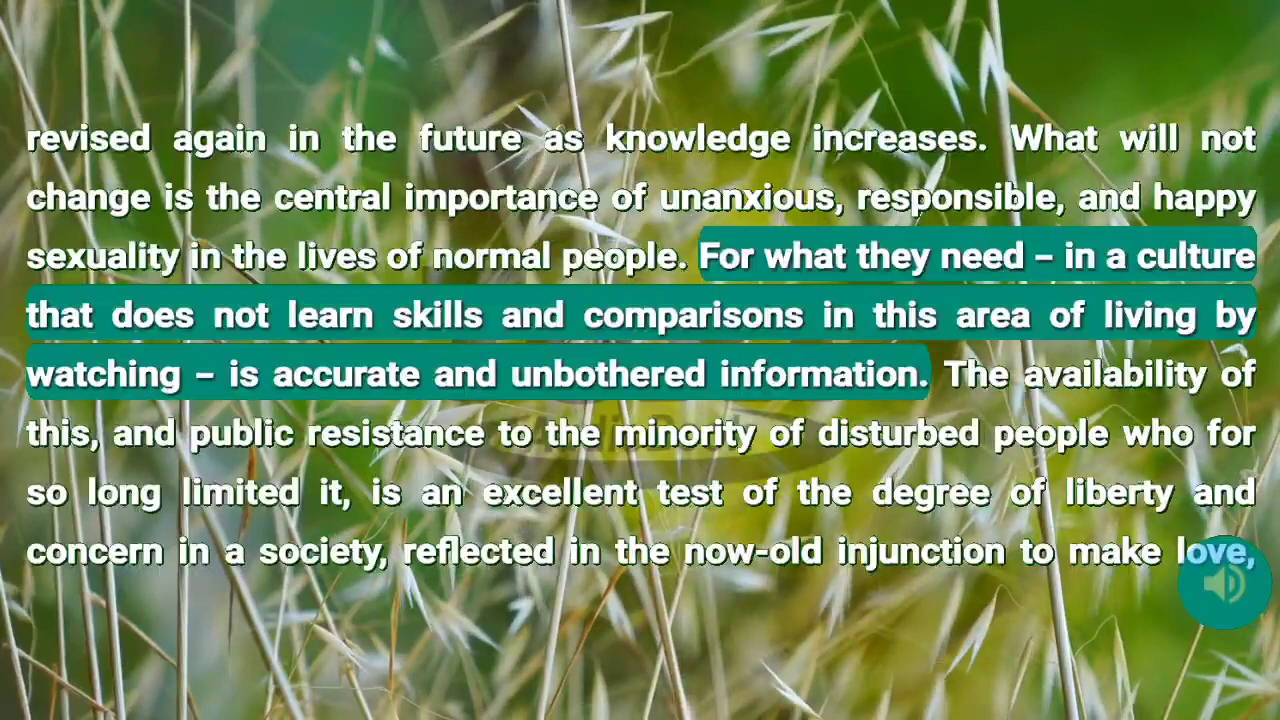 revised again in the future as knowledge increases. What will not
change is the central importance of unanxious, responsible, and happy
sexuality in the lives of normal people. For what they need – in a culture
that does not learn skills and comparisons in this area of living by
watching – is accurate and unbothered information. The availability of
this, and public resistance to the minority of disturbed people who for
so long limited it, is an excellent test of the degree of liberty and
concern in a society, reflected in the now-old injunction to make love,